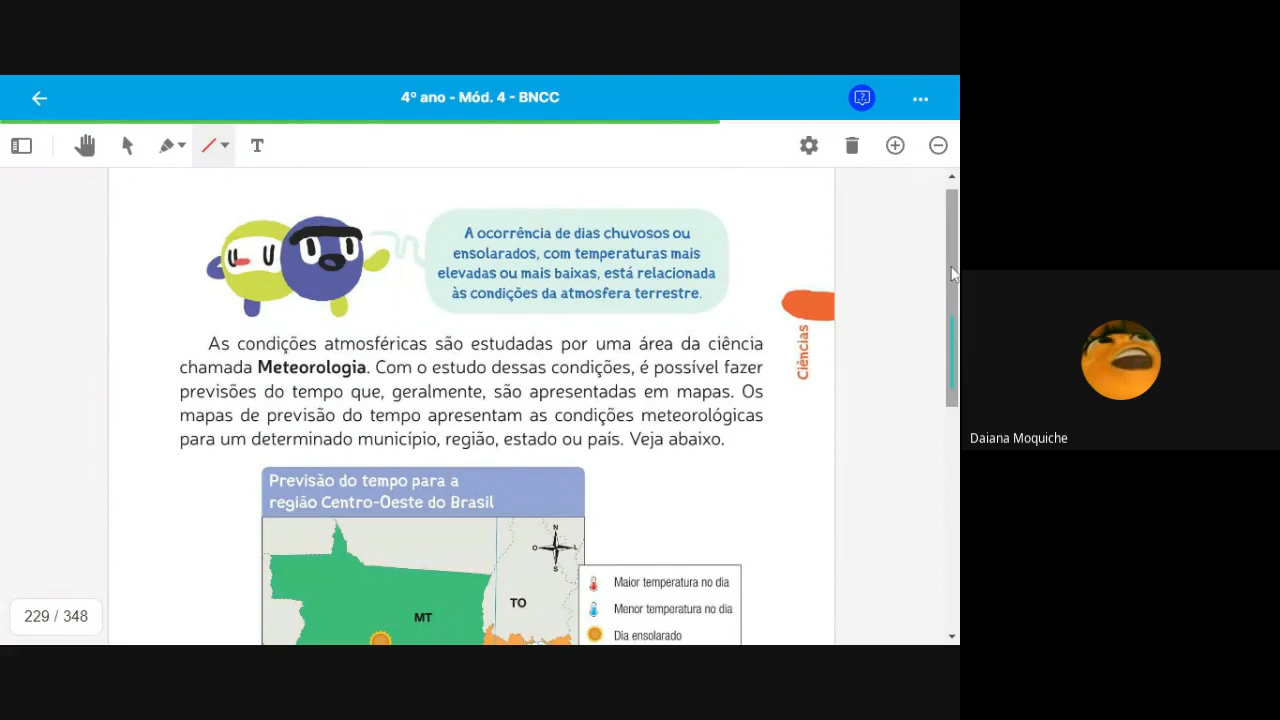 4º ano - Mód. 4 - BNCC
T
A ocorrência de dias chuvosos ou
ensolarados, com temperaturas mais
elevadas ou mais baixas, está relacionada
às condições da atmosfera terrestre.
Ciências
As condições atmosféricas são estudadas por uma área da ciência
chamada Meteorologia. Com o estudo dessas condições, é possível fazer
previsões do tempo que, geralmente, são apresentadas em mapas. Os
mapas de previsão do tempo apresentam as condições meteorológicas
para um determinado município, região, estado ou país. Veja abaixo.
Previsão do tempo para a
região Centro-Oeste do Brasil
N
O
L
S
MT
TO
Maior temperatura no dia
Menor temperatura no dia
Dia ensolarado
229 / 348
Daiana Moquiche